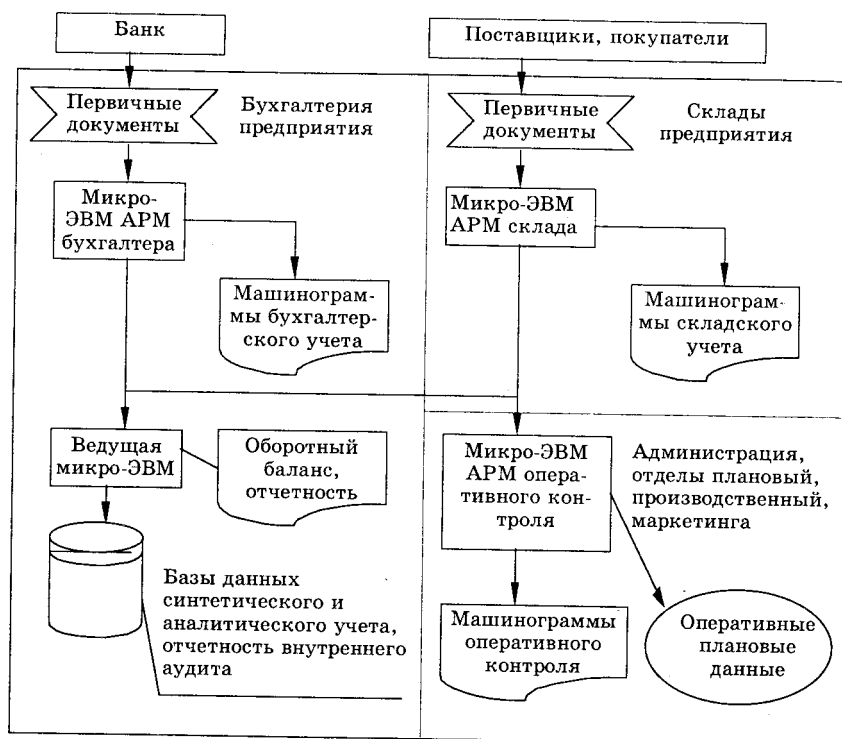 Банк
Поставщики, покупатели
Первичные
документы
Бухгалтерия
предприятия
Первичные
документы
Склады
предприятия
Микро-
ЭВМ АРМ
бухгалтера
Микро-ЭВМ
АРМ склада
Машинограм-
мы бухгалтер-
ского учета
Машинограм-
мы складского
учета
Ведущая
микро-ЭВМ
Оборотный
баланс,
отчетность
Микро-ЭВМ
АРМ опе-
ративного кон-
троля
Администрация,
отделы плановый,
производственный,
маркетинга
Базы данных
синтетического и
аналитического учета,
отчетность внутреннего
аудита
Машинограммы
оперативного
контроля
Оперативные
плановые
данные